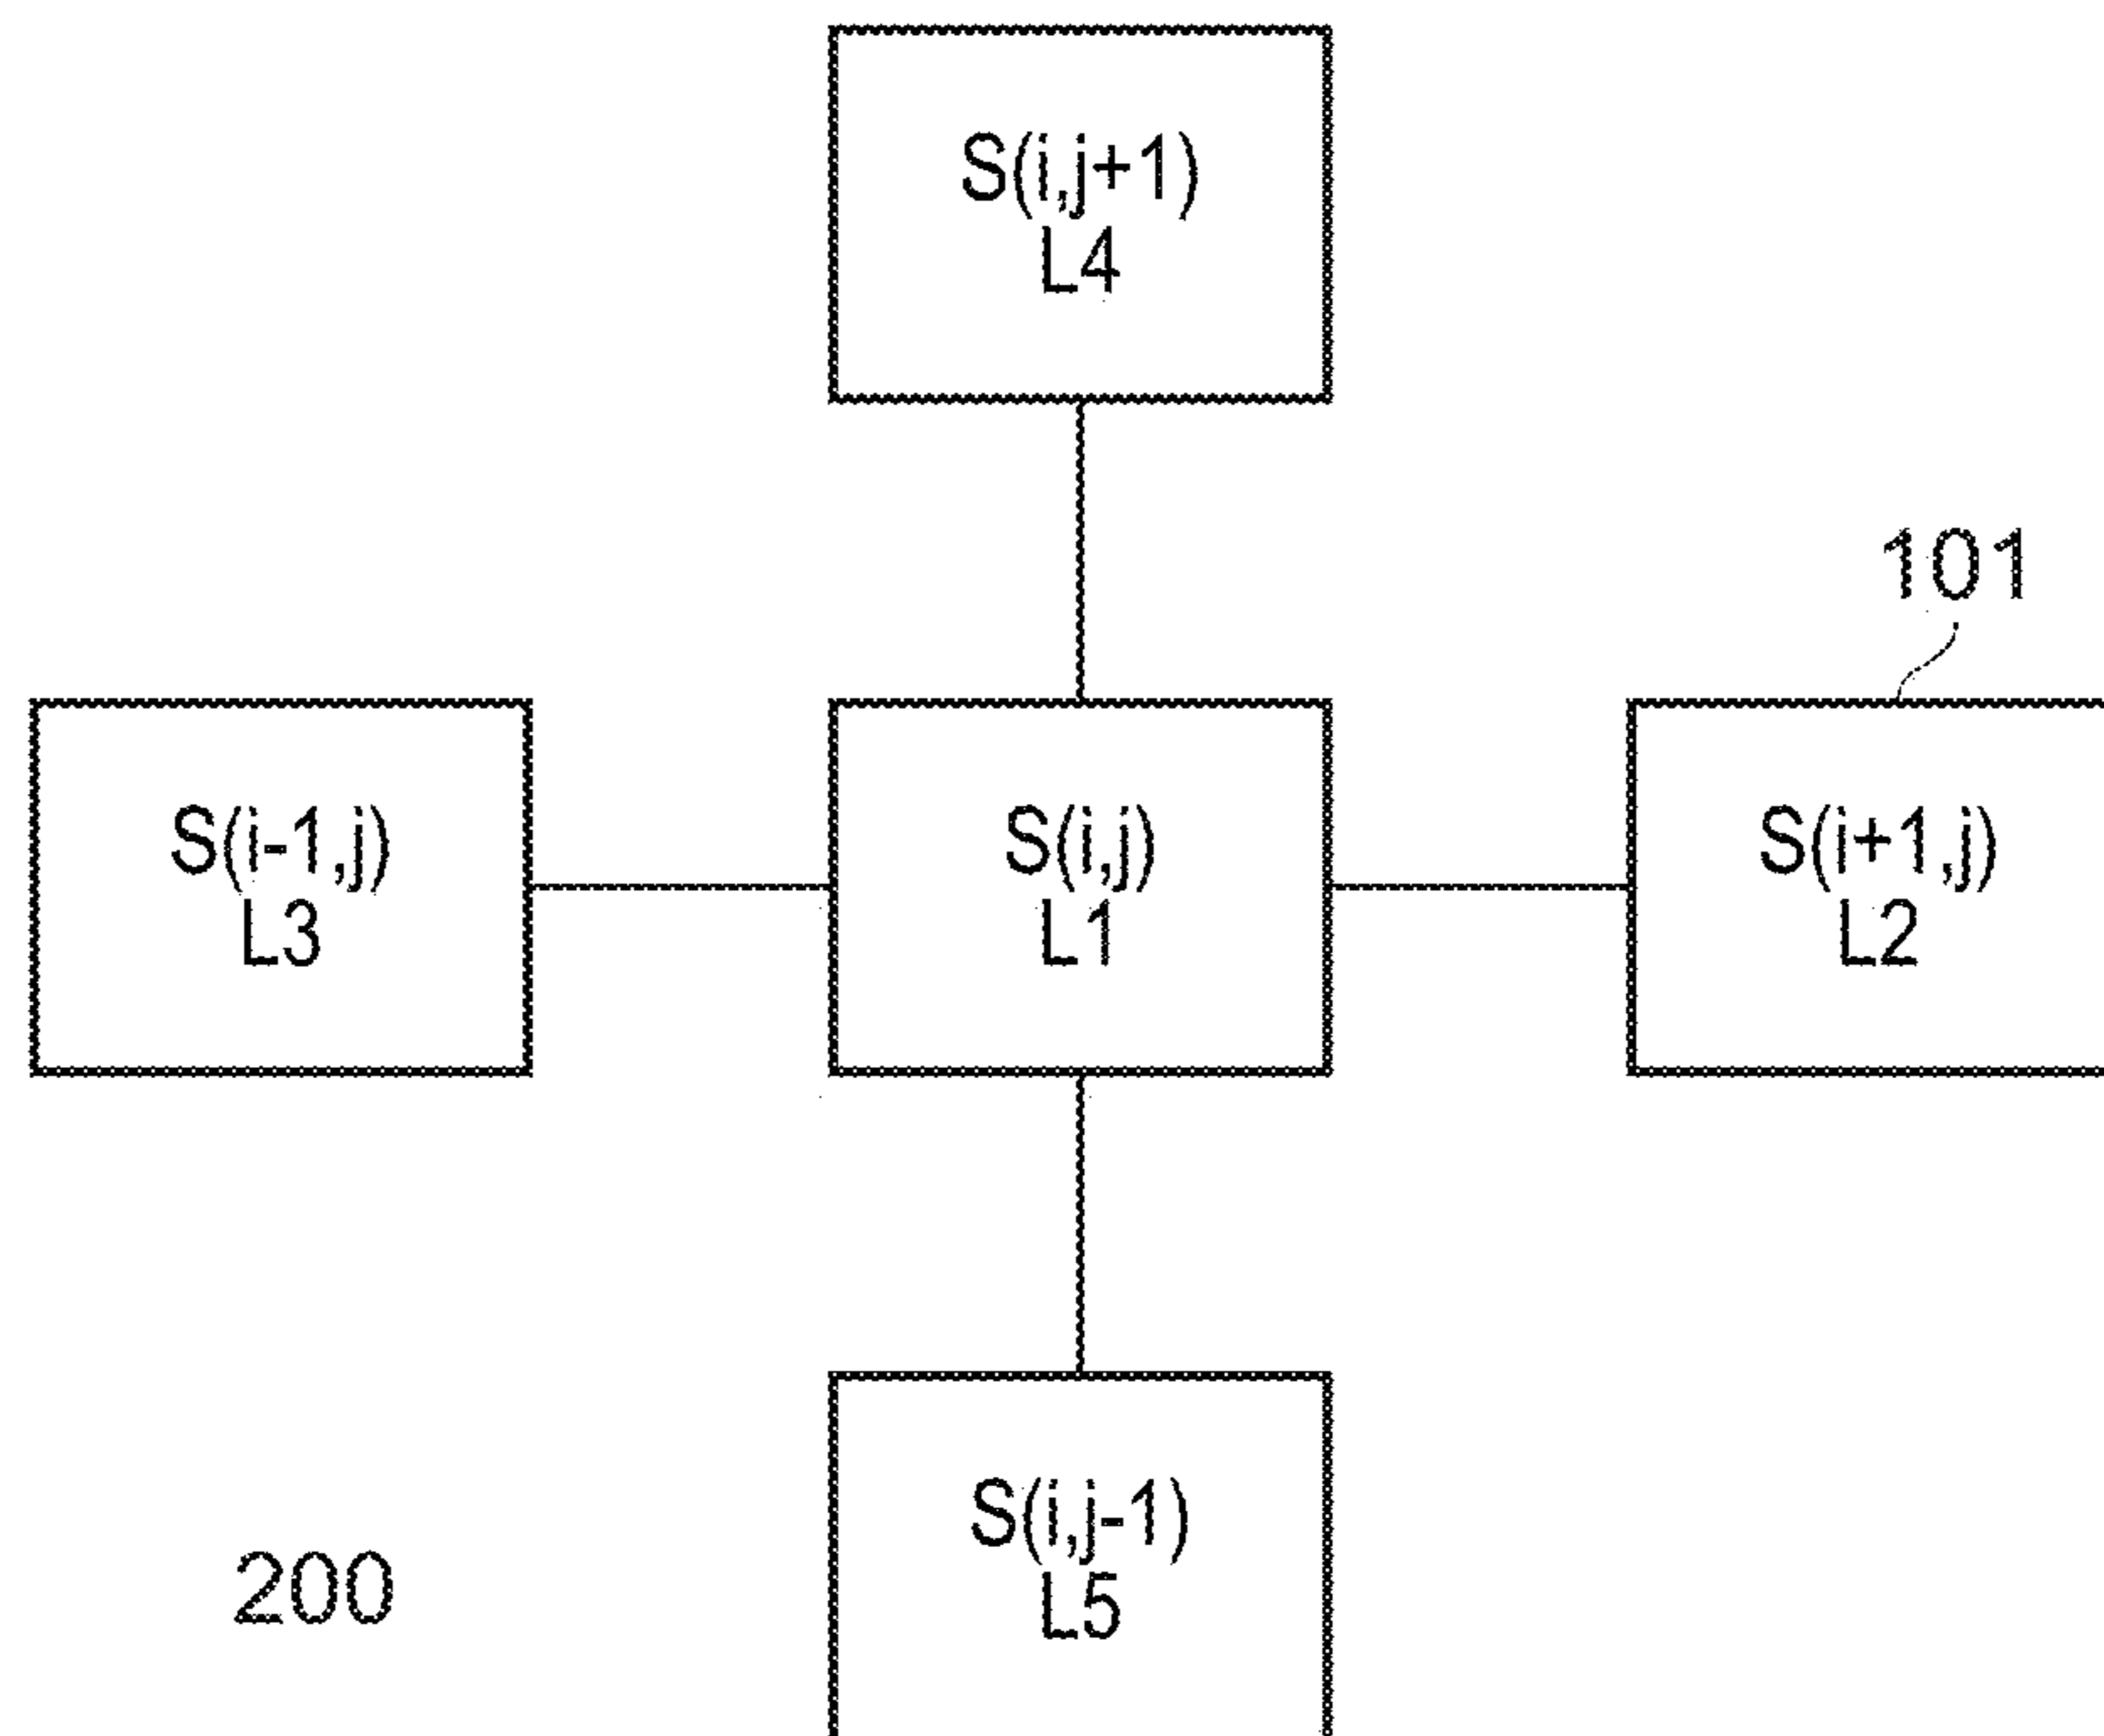 S(i,j+1)
L4
101
S(i-1,j)
L3
S(i,j)
L1
S(i+1,j)
L2
S(i,j-1)
L5
200